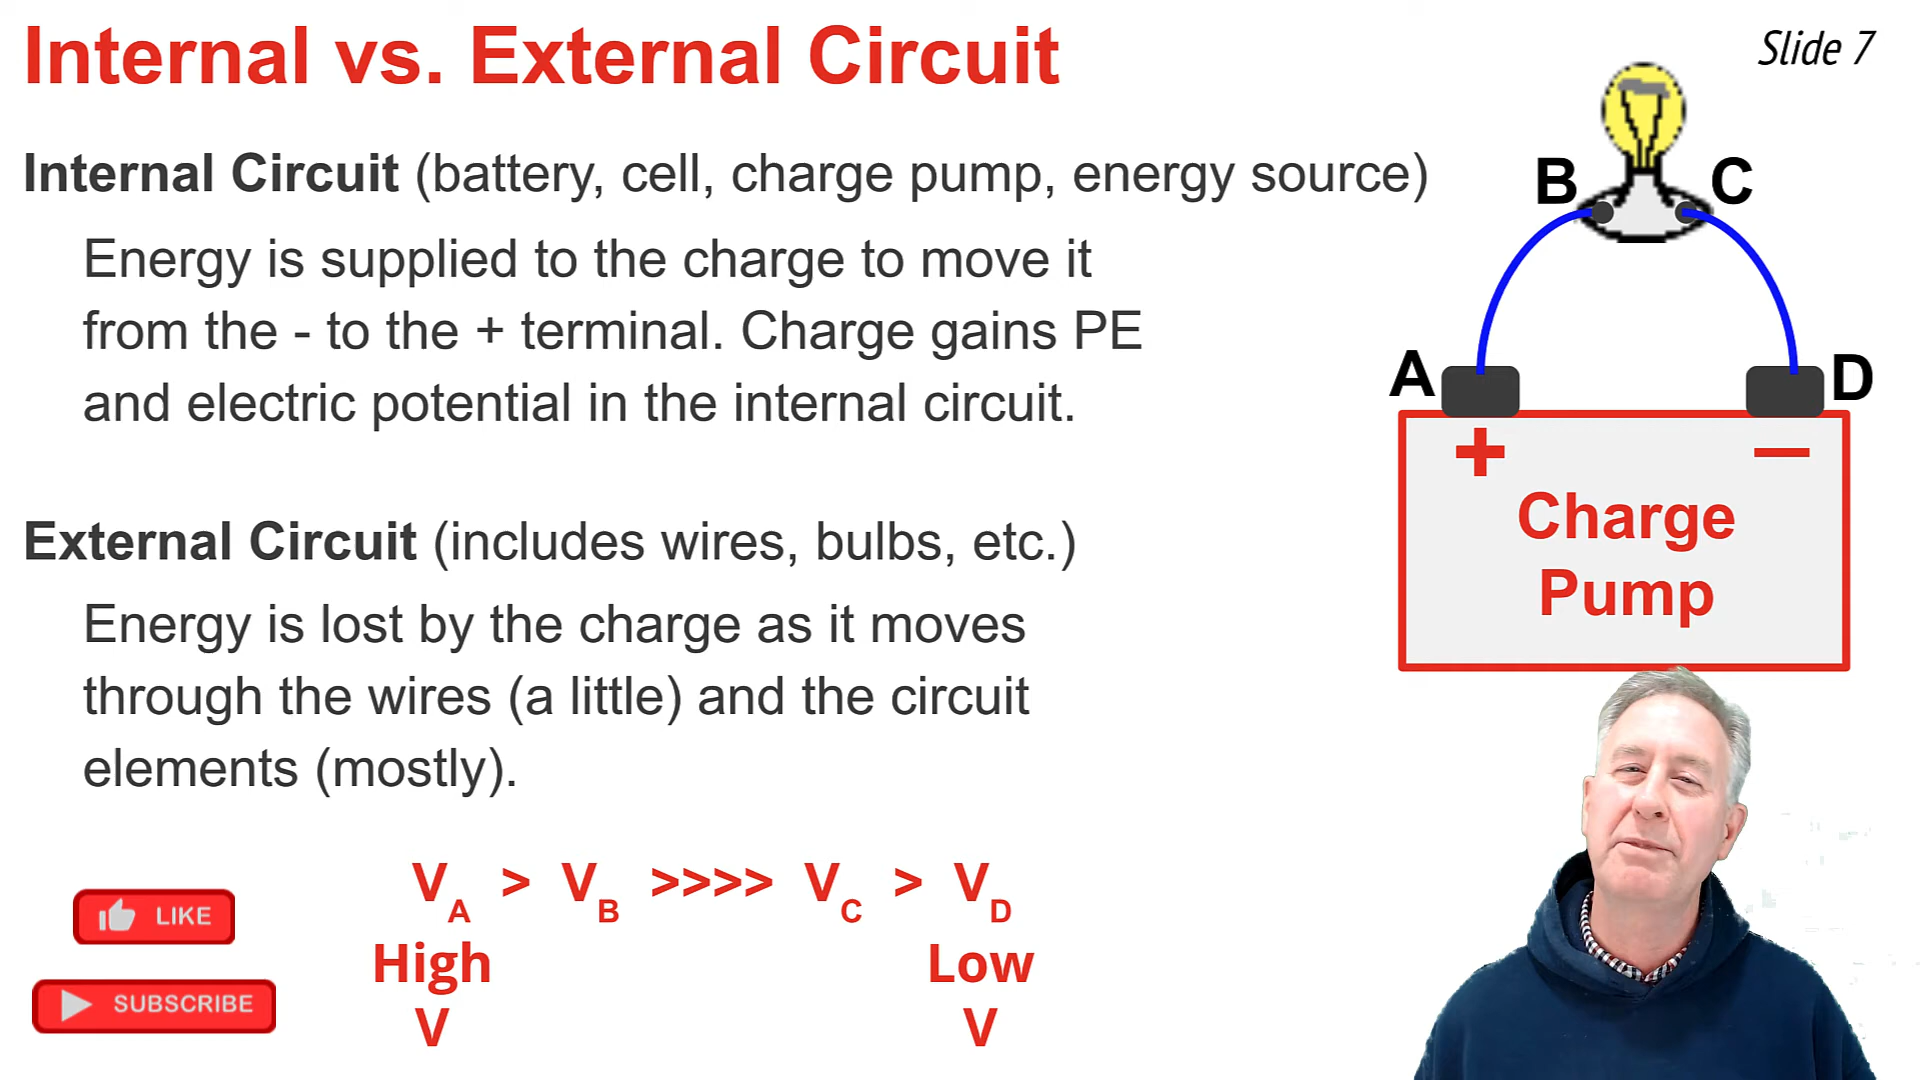 Internal vs. External Circuit
Slide 7
Internal Circuit (battery, cell, charge pump, energy source)
Energy is supplied to the charge to move it
from the - to the + terminal. Charge gains PE
and electric potential in the internal circuit.
External Circuit (includes wires, bulbs, etc.)
Energy is lost by the charge as it moves
through the wires (a little) and the circuit
elements (mostly).
V_A > V_B >>>> V_C > V_D
High Low
V V
LIKE
SUBSCRIBE
B C
A D
+ −
Charge
Pump